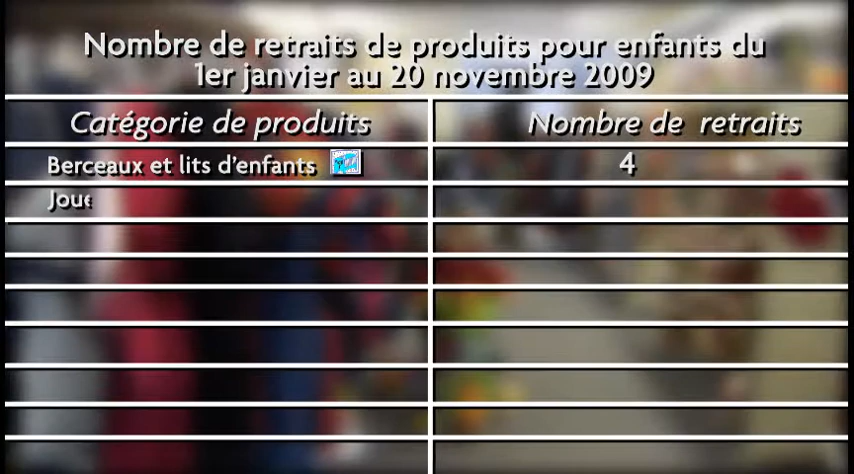 Nombre de retraits de produits pour enfants du
1er janvier au 20 novembre 2009
Catégorie de produits Nombre de retraits
Berceaux et lits d'enfants 4
Joue